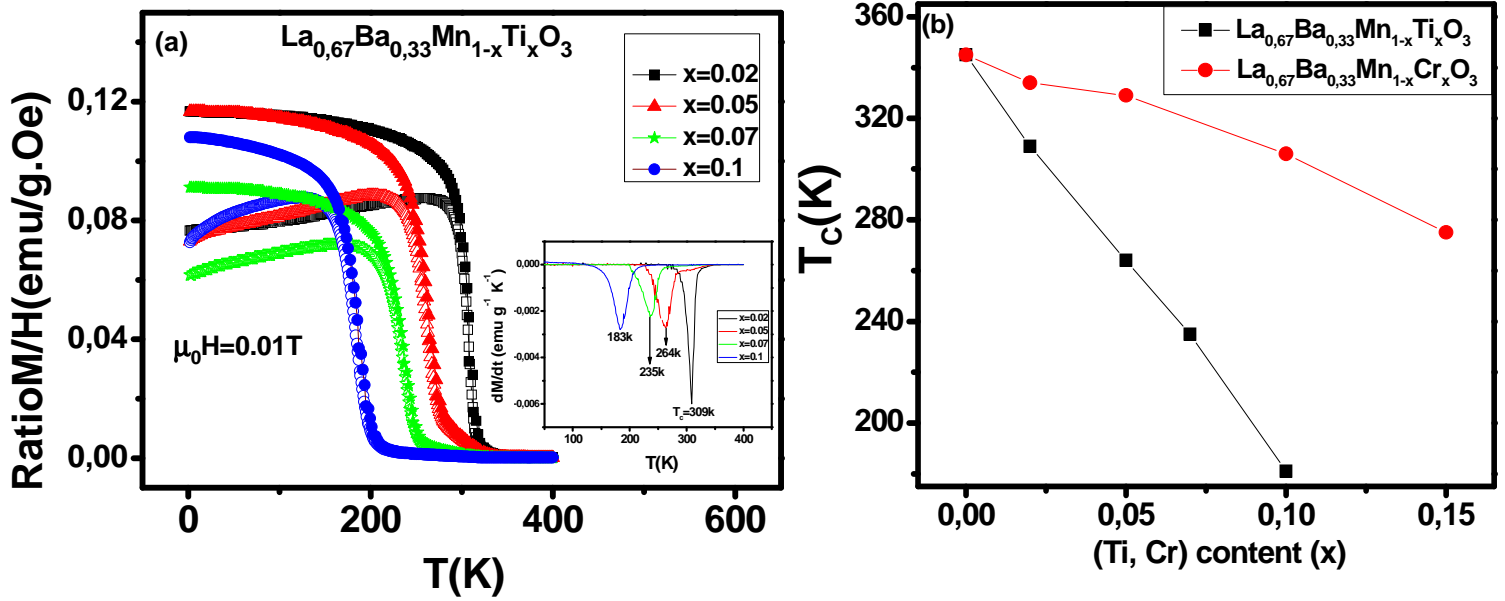 (a)
La0,67Ba0,33Mn1-xTixO3
x=0.02
x=0.05
x=0.07
x=0.1
0,12
0,08
0,04
0,00
RatioM/H(emu/g.Oe)
μ0H=0.01T
0
200
400
600
T(K)
0,000
-0,002
-0,004
-0,006
dM/dt (emu g-1 K-1)
183k
235k
264k
Tc=309k
x=0.02
x=0.05
x=0.07
x=0.1
100
200
300
400
T(K)
(b)
La0,67Ba0,33Mn1-xTixO3
La0,67Ba0,33Mn1-xCrxO3
360
320
280
240
200
TC(K)
0,00
0,05
0,10
0,15
(Ti, Cr) content (x)